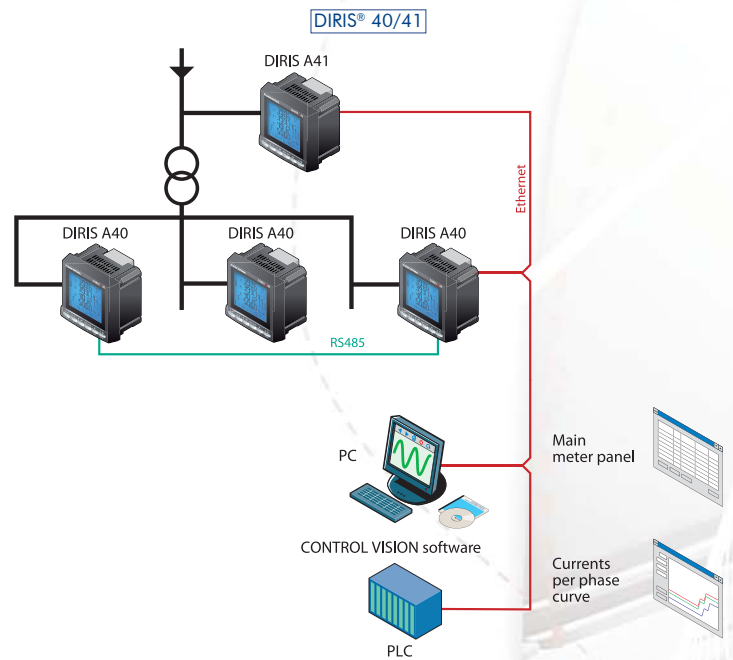 DIRIS® 40/41
DIRIS A41
Ethernet
DIRIS A40
DIRIS A40
DIRIS A40
RS485
PC
Main
meter panel
CONTROL VISION software
Currents
per phase
curve
PLC